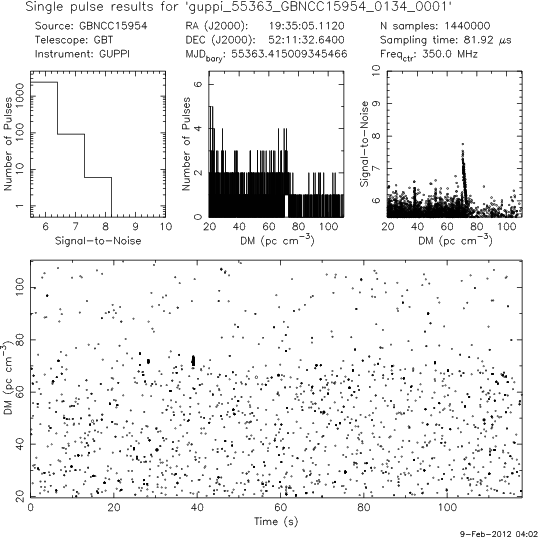 Single pulse results for 'guppi_55363_GBNCC15954_0134_0001'
Source: GBNCC15954
Telescope: GBT
Instrument: GUPPI
RA (J2000): 19:35:05.1120
DEC (J2000): 52:11:32.6400
MJDbary: 55363.415009345466
N samples: 1440000
Sampling time: 81.92 μs
Freqctr: 350.0 MHz
Number of Pulses
1 10 100 1000
6 8 10
Signal-to-Noise
Number of Pulses
0 2 4 6
20 40 60 80 100
DM (pc cm-3)
Signal-to-Noise
6 7 8 9 10
20 40 60 80 100
DM (pc cm-3)
DM (pc cm-3)
20 40 60 80 100
0 20 40 60 80 100
Time (s)
9-Feb-2012 04:02